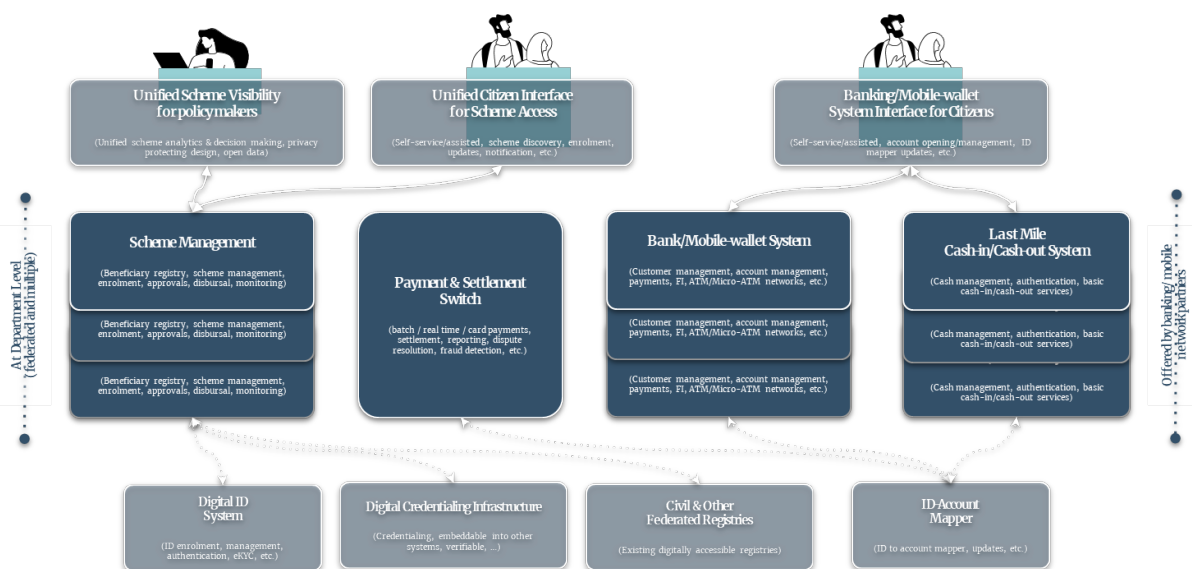 Unified Scheme Visibility
for policymakers
(Unified scheme analytics & decision making, privacy
protecting design, open data)
Unified Citizen Interface
for Scheme Access
(Self-service/assisted, scheme discovery, enrolment,
updates, notification, etc.)
Banking/Mobile-wallet
System Interface for Citizens
(Self-service/assisted, account opening/management, ID
mapper updates, etc.)
At Department Level
(federated and multiple)
Scheme Management
(Beneficiary registry, scheme management,
enrolment, approvals, disbursal, monitoring)
(Beneficiary registry, scheme management,
enrolment, approvals, disbursal, monitoring)
(Beneficiary registry, scheme management,
enrolment, approvals, disbursal, monitoring)
Payment & Settlement
Switch
(batch / real time / card payments,
settlement, reporting, dispute
resolution, fraud detection, etc.)
Bank/Mobile-wallet System
(Customer management, account management,
payments, FI, ATM/Micro-ATM networks, etc.)
(Customer management, account management,
payments, FI, ATM/Micro-ATM networks, etc.)
(Customer management, account management,
payments, FI, ATM/Micro-ATM networks, etc.)
Last Mile
Cash-in/Cash-out System
(Cash management, authentication, basic
cash-in/cash-out services)
(Cash management, authentication, basic
cash-in/cash-out services)
(Cash management, authentication, basic
cash-in/cash-out services)
Offered by banking/ mobile
network partners
Digital ID
System
(ID enrolment, management,
authentication, eKYC, etc.)
Digital Credentialing Infrastructure
(Credentialing, embeddable into other
systems, verifiable, ...)
Civil & Other
Federated Registries
(Existing digitally accessible registries)
ID-Account
Mapper
(ID to account mapper, updates, etc.)